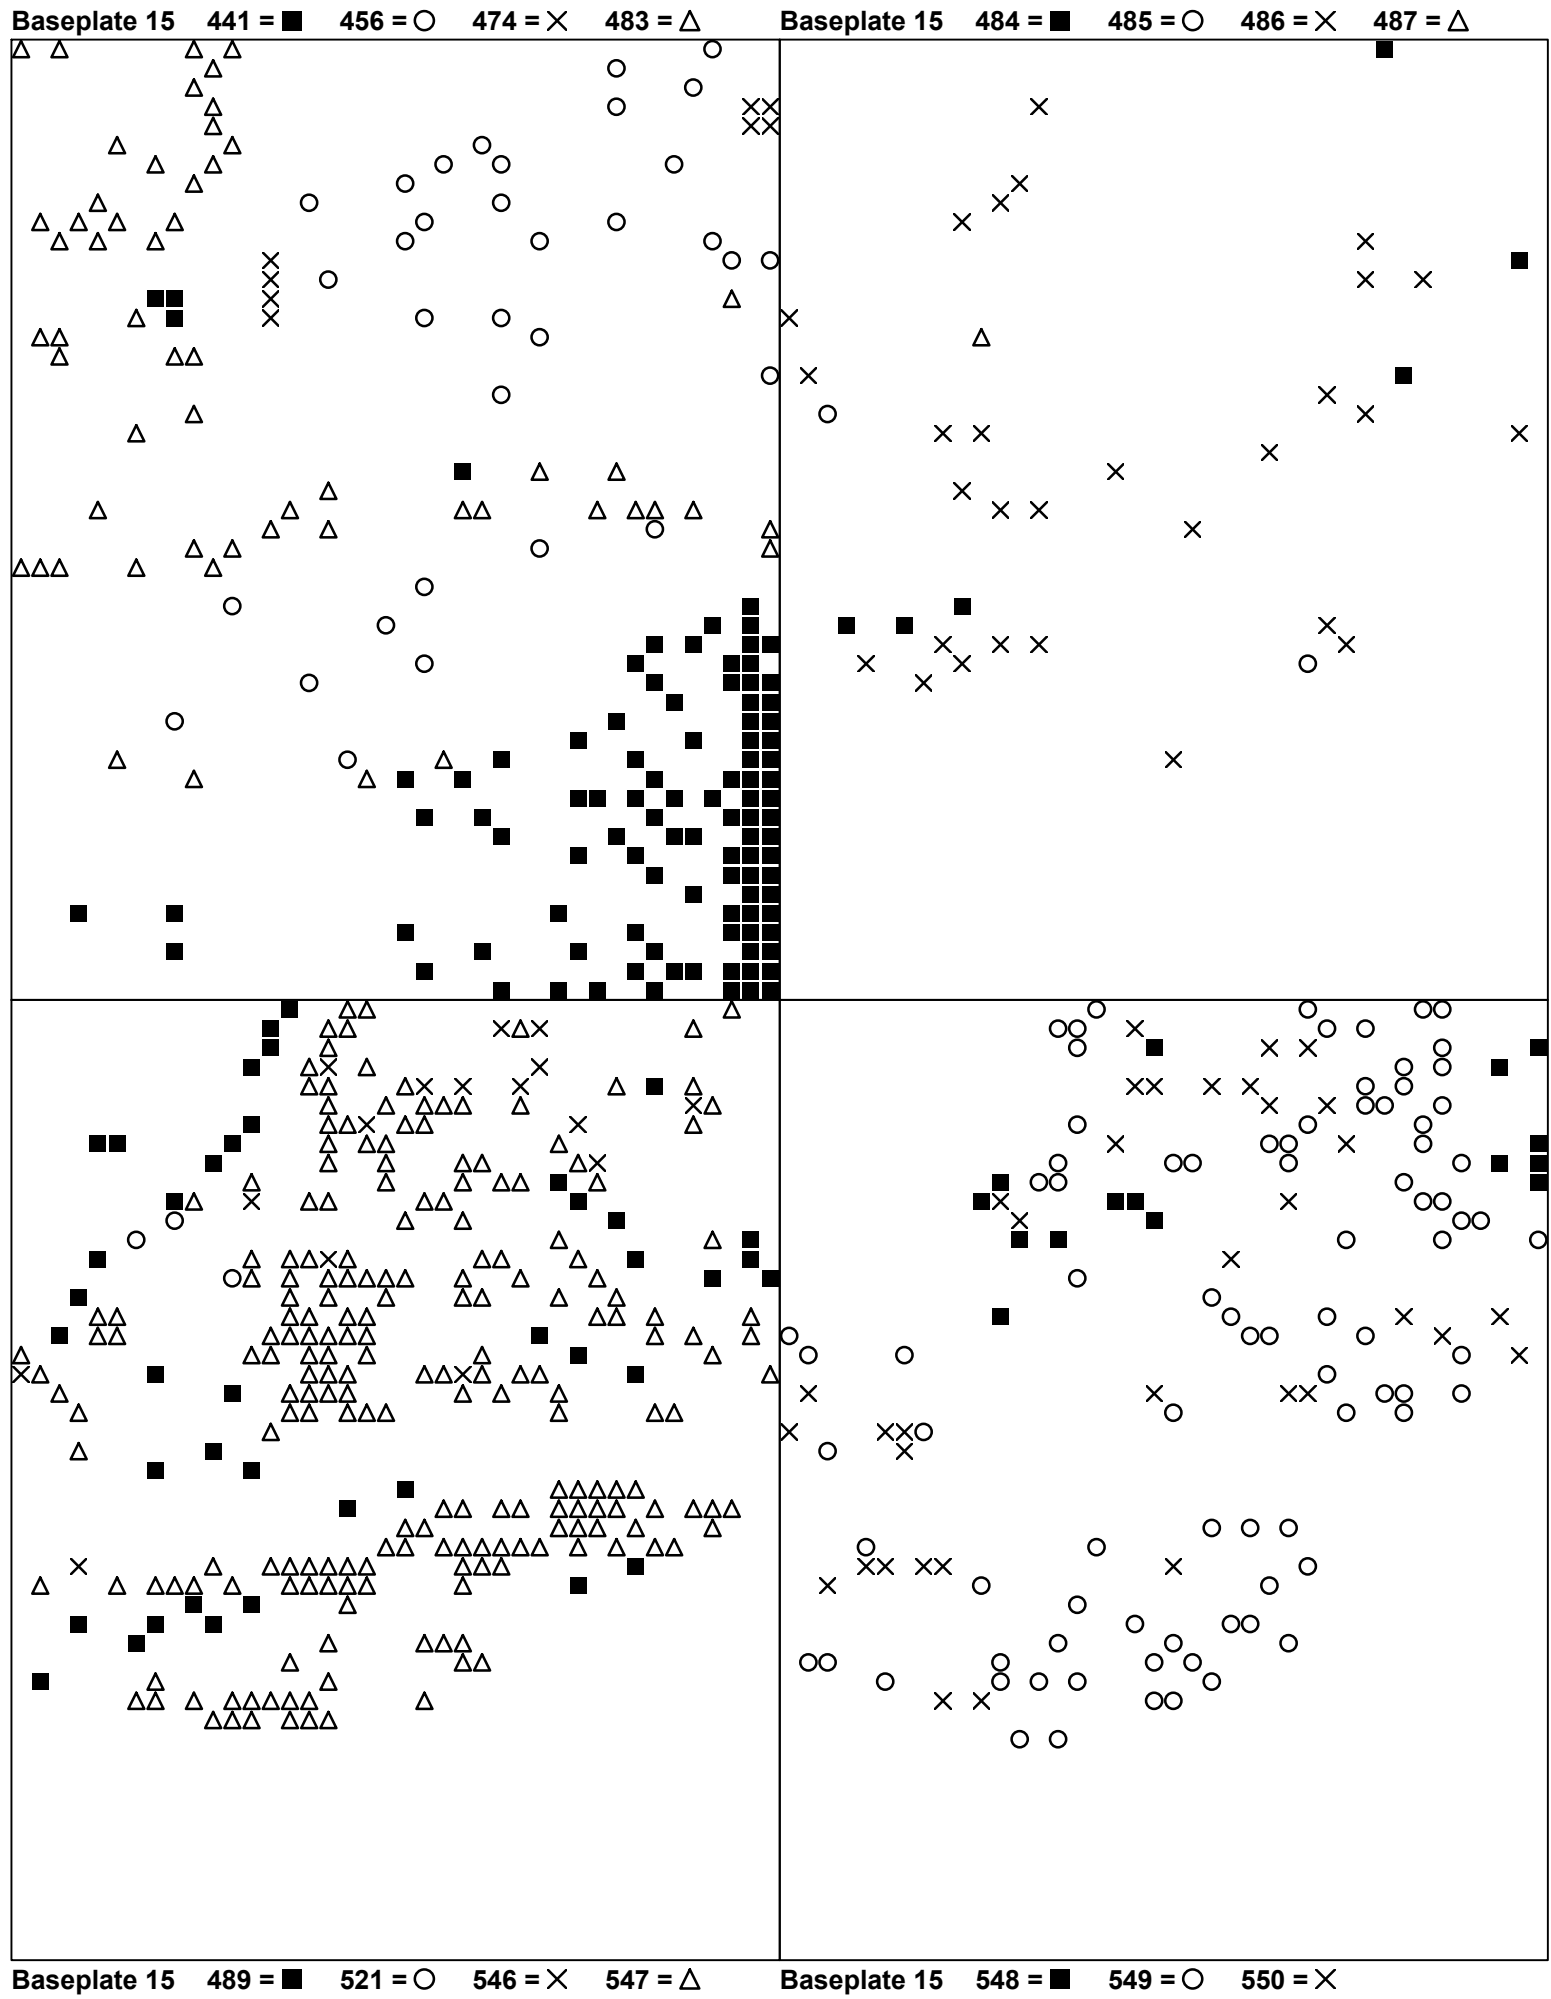 Baseplate 15 441 = ■ 456 = ○ 474 = × 483 = △
Baseplate 15 484 = ■ 485 = ○ 486 = × 487 = △
Baseplate 15 489 = ■ 521 = ○ 546 = × 547 = △
Baseplate 15 548 = ■ 549 = ○ 550 = ×